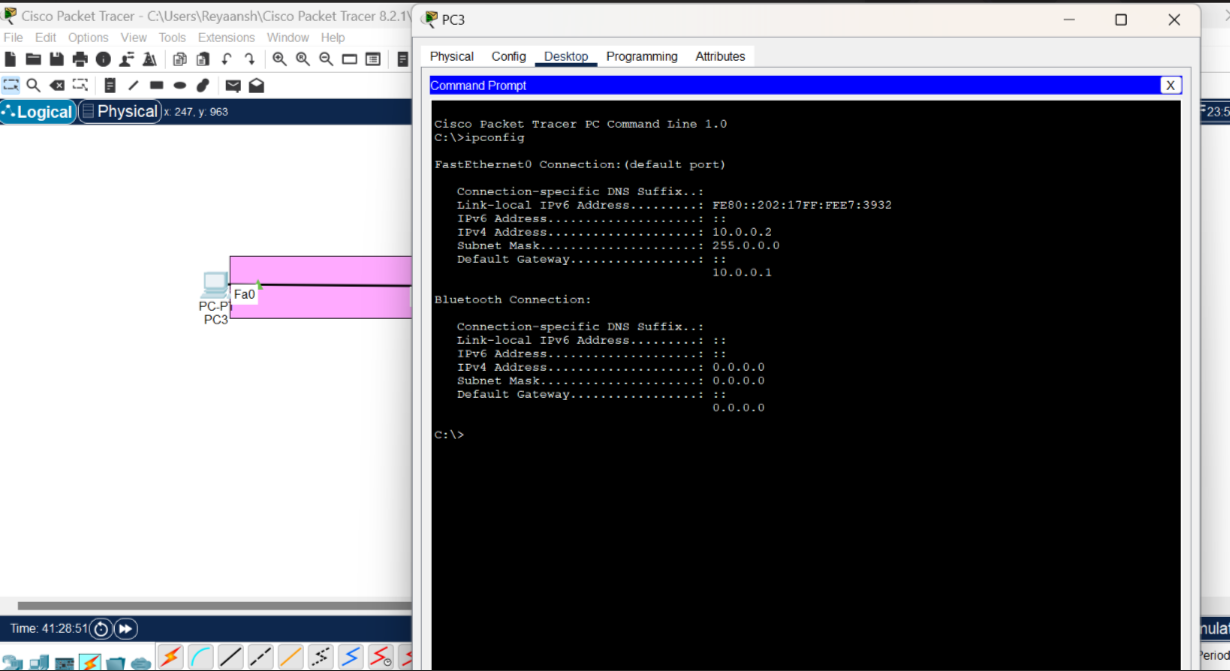 Cisco Packet Tracer - C:\Users\Reyaansh\Cisco Packet Tracer 8.2.1\
File Edit Options View Tools Extensions Window Help
Logical Physical x: 247, y: 963
Fa0
PC3
Time: 41:28:51
PC3
Physical Config Desktop Programming Attributes
Command Prompt X
Cisco Packet Tracer PC Command Line 1.0
C:\>ipconfig
FastEthernet0 Connection:(default port)
Connection-specific DNS Suffix..:
Link-local IPv6 Address.........: FE80::202:17FF:FEE7:3932
IPv6 Address....................: ::
IPv4 Address....................: 10.0.0.2
Subnet Mask.....................: 255.0.0.0
Default Gateway.................: ::
10.0.0.1
Bluetooth Connection:
Connection-specific DNS Suffix..:
Link-local IPv6 Address.........: ::
IPv6 Address....................: ::
IPv4 Address....................: 0.0.0.0
Subnet Mask.....................: 0.0.0.0
Default Gateway.................: ::
0.0.0.0
C:\>